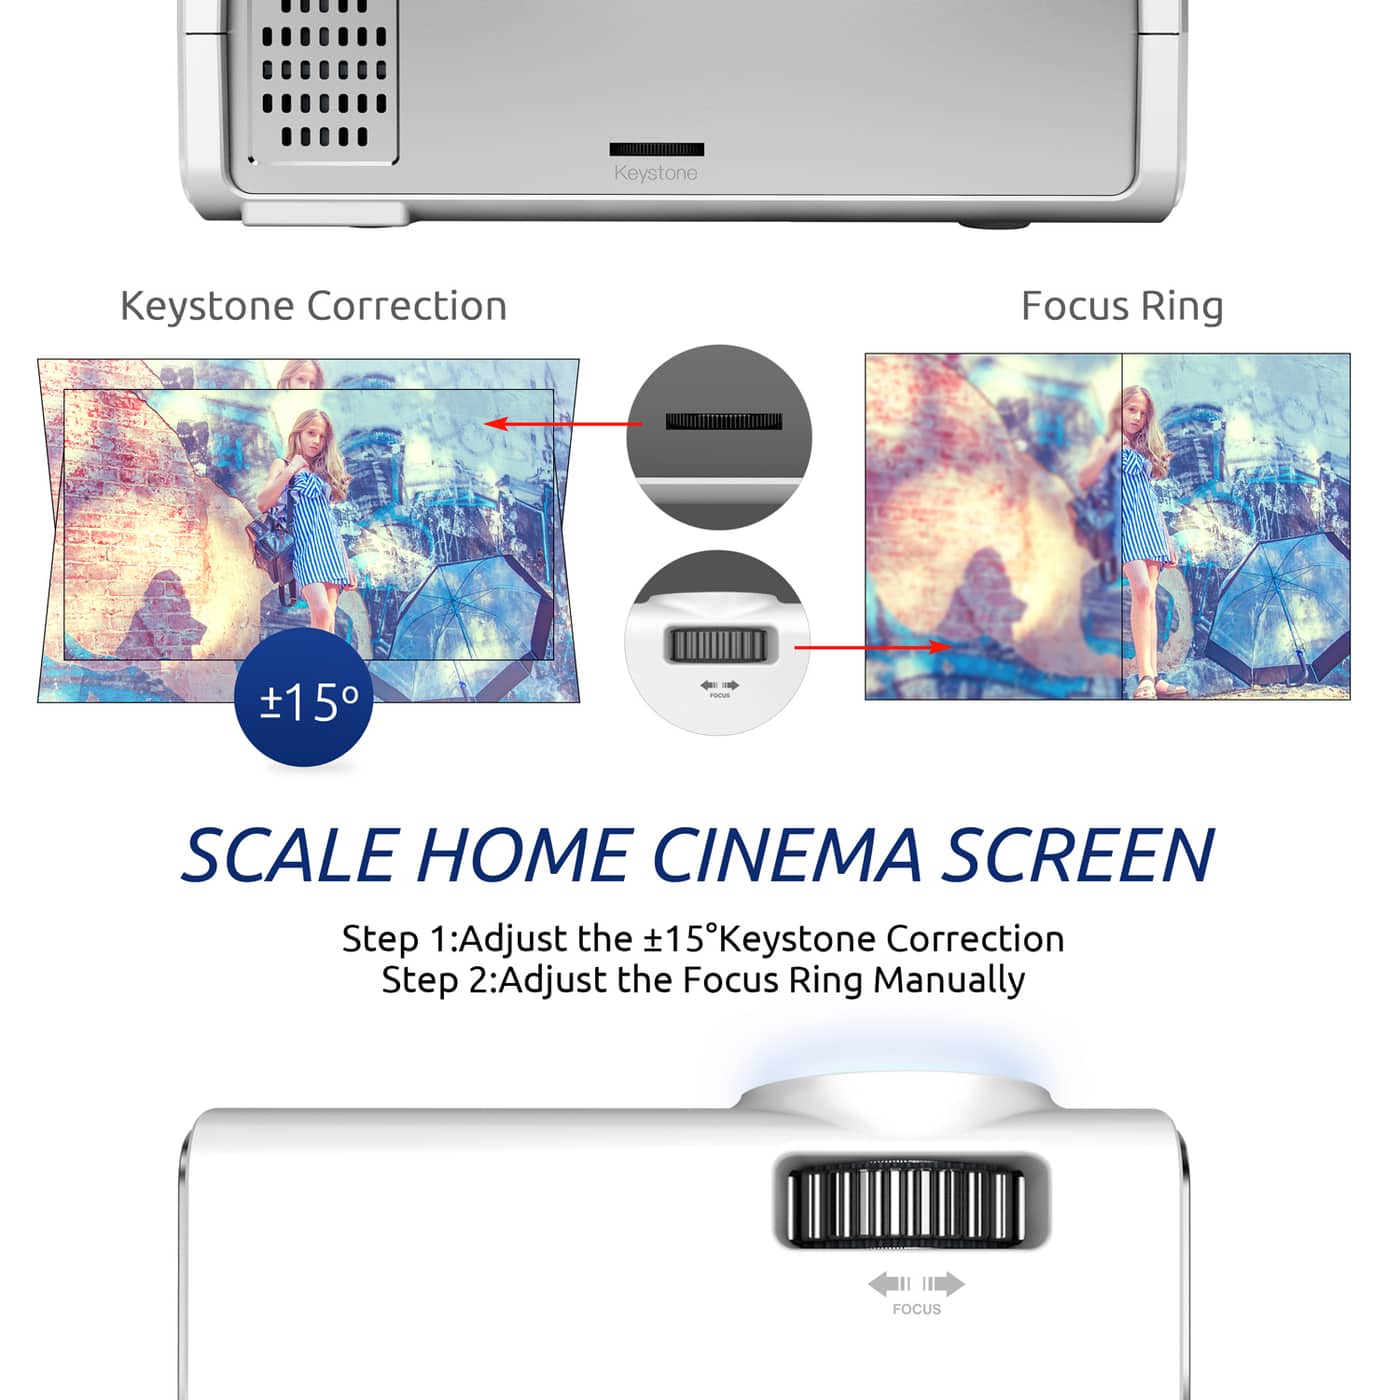 Keystone
Keystone Correction
Focus Ring
FOCUS
±15º
SCALE HOME CINEMA SCREEN
Step 1:Adjust the ±15°Keystone Correction
Step 2:Adjust the Focus Ring Manually
FOCUS